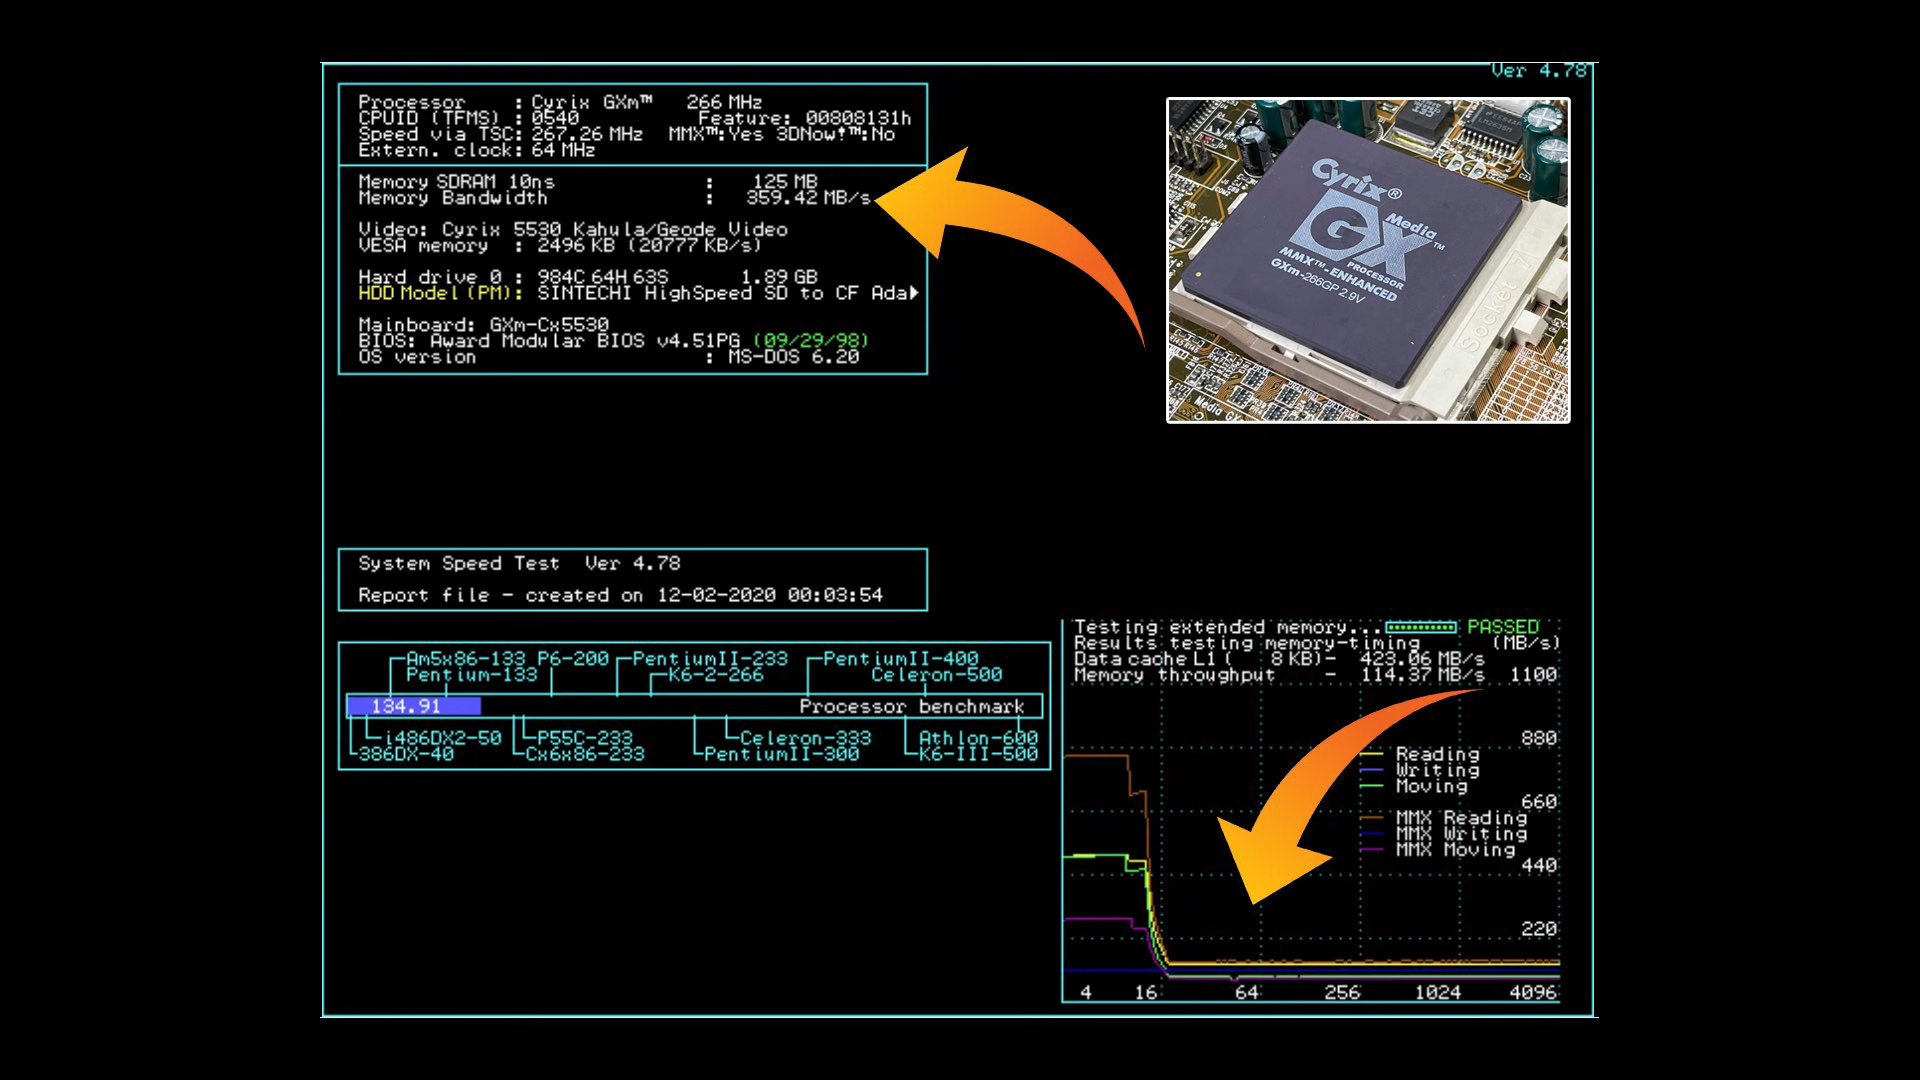 Ver 4.78
Processor : Cyrix GXm™ 266 MHz
CPUID (TFMS) : 0540 Feature: 00808131h
Speed via TSC: 267.26 MHz MMX™:Yes 3DNow!™:No
Extern. clock: 64 MHz
Memory SDRAM 10ns : 125 MB
Memory Bandwidth : 359.42 MB/s
Video: Cyrix 5530 Kahlua/Geode Video
VESA memory : 2496 KB (20777 KB/s)
Hard drive 0 : 984C 64H 63S 1.89 GB
HDD Model (PM): SINTECHI HighSpeed SD to CF Ada
Mainboard: GXm-Cx5530
BIOS: Award Modular BIOS v4.51PG (09/29/98)
OS version : MS-DOS 6.20
Cyrix®
Media
GX™
MMX™-ENHANCED
PROCESSOR
GXm-266GP 2.9V
Socket 7
Media GX
System Speed Test Ver 4.78
Report file - created on 12-02-2020 00:03:54
Am5x86-133 P6-200 PentiumII-233 PentiumII-400
Pentium-133 K6-2-266 Celeron-500
134.91 Processor benchmark
i486DX2-50 P55C-233 Celeron-333 Athlon-600
386DX-40 Cx6x86-233 PentiumII-300 K6-III-500
Testing extended memory... PASSED
Results testing memory-timing (MB/s)
Data cache L1 ( 8 KB)- 423.06 MB/s
Memory throughput - 114.37 MB/s 1100
880
Reading
Writing
Moving
660
MMX Reading
MMX Writing
MMX Moving
440
220
4 16 64 256 1024 4096